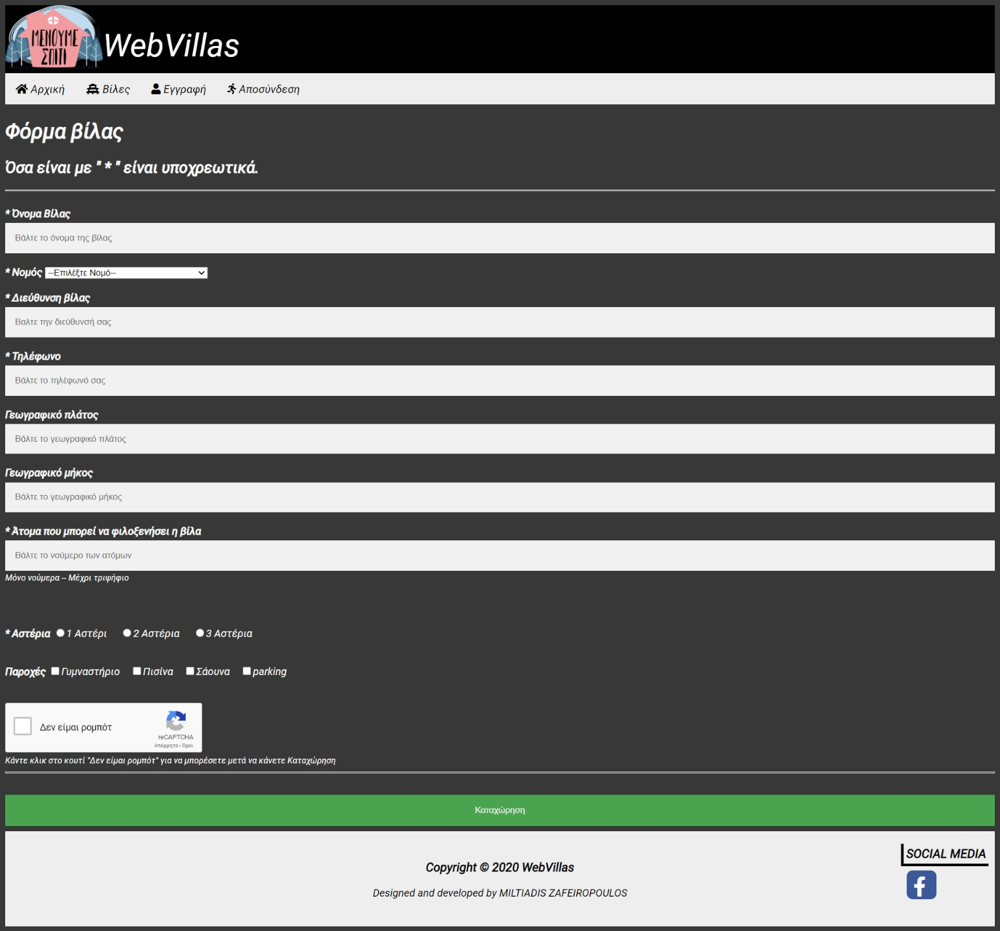 ΜΕΝΟΥΜΕ
ΣΠΙΤΙ
WebVillas
Αρχική Βίλες Εγγραφή Αποσύνδεση
Φόρμα βίλας
Όσα είναι με " * " είναι υποχρεωτικά.
* Όνομα Βίλας
Βάλτε το όνομα της βίλας
* Νομός --Επιλέξτε Νομό--
* Διεύθυνση βίλας
Βαλτε την διεύθυνσή σας
* Τηλέφωνο
Βάλτε το τηλέφωνό σας
Γεωγραφικό πλάτος
Βάλτε το γεωγραφικό πλάτος
Γεωγραφικό μήκος
Βάλτε το γεωγραφικό μήκος
* Άτομα που μπορεί να φιλοξενήσει η βίλα
Βάλτε το νούμερο των ατόμων
Μόνο νούμερα -- Μέχρι τριψήφιο
* Αστέρια 1 Αστέρι 2 Αστέρια 3 Αστέρια
Παροχές Γυμναστήριο Πισίνα Σάουνα parking
Δεν είμαι ρομπότ
reCAPTCHA
Απόρρητο - Όροι
Κάντε κλικ στο κουτί "Δεν είμαι ρομπότ" για να μπορέσετε μετά να κάνετε Καταχώρηση
Καταχώρηση
SOCIAL MEDIA
Copyright © 2020 WebVillas
Designed and developed by MILTIADIS ZAFEIROPOULOS